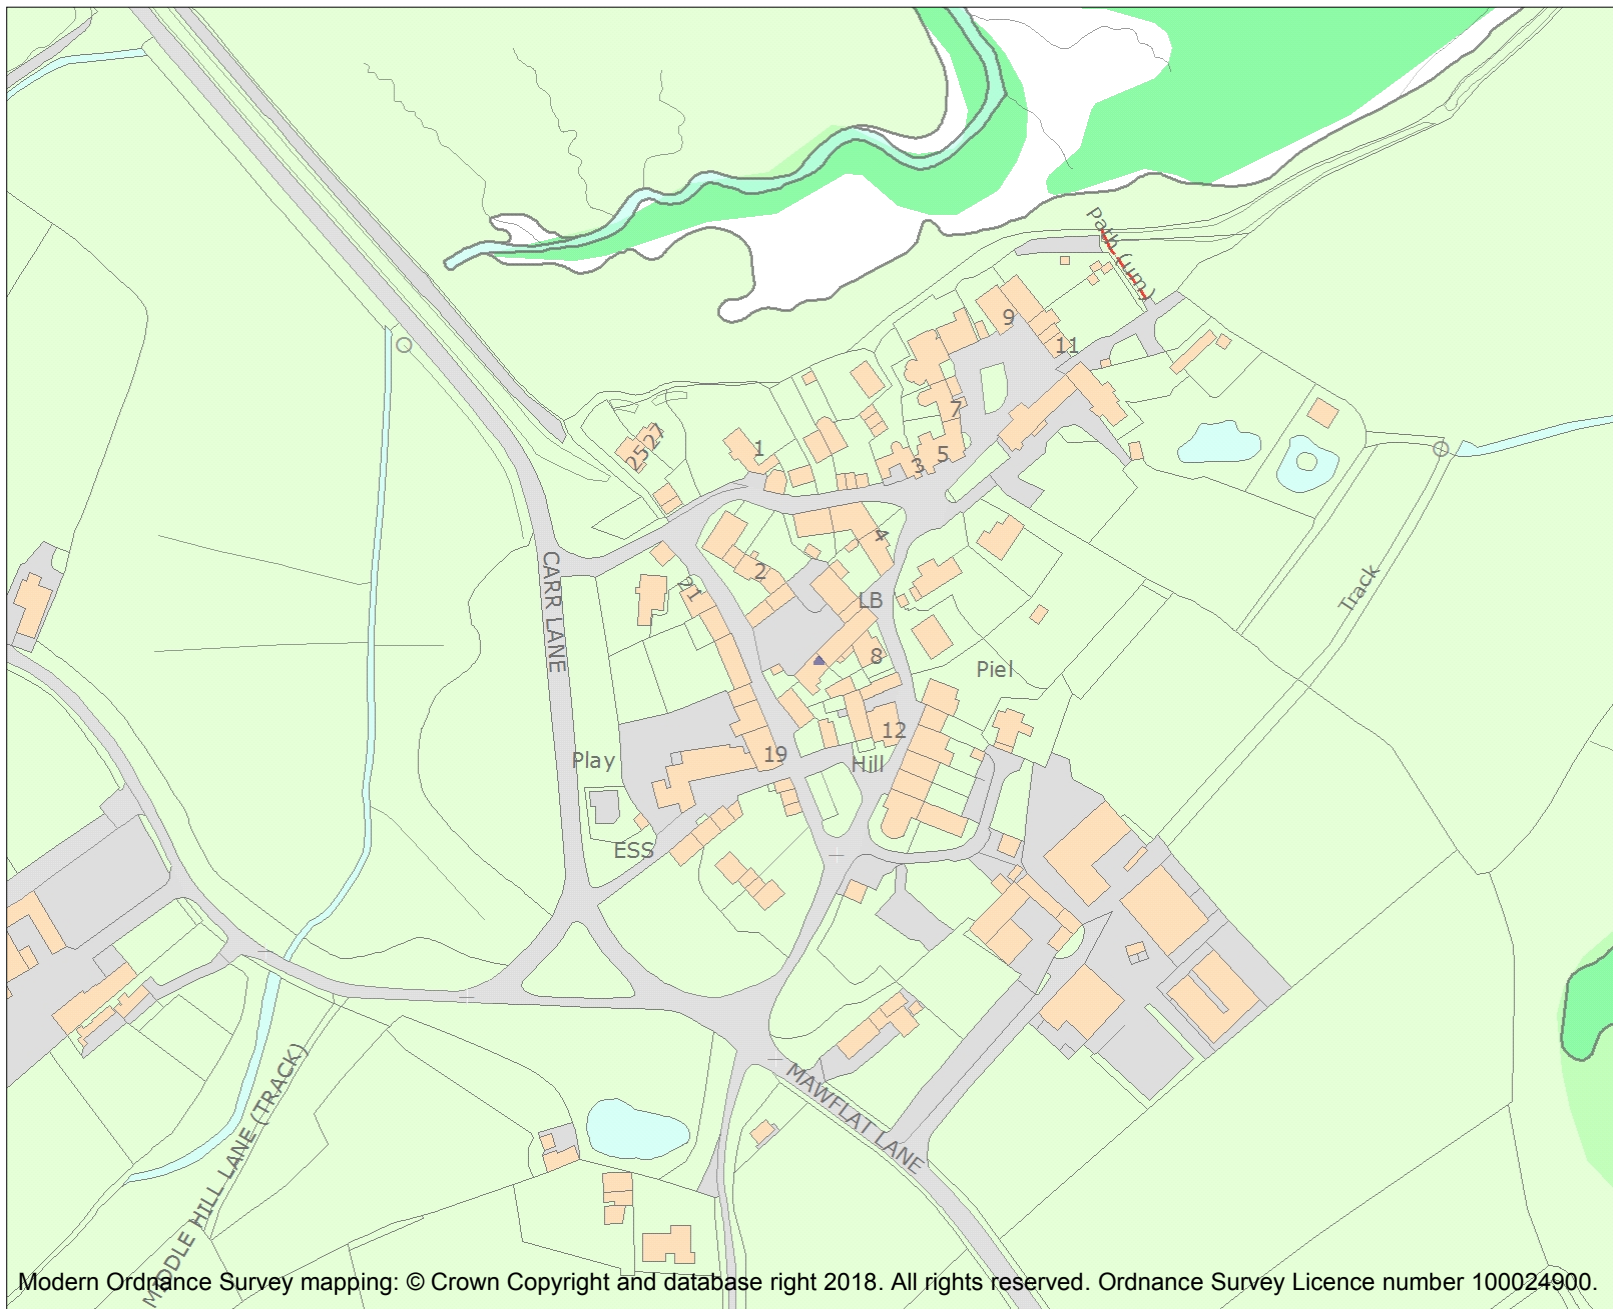 Path (um)
9
11
7
27
25
1
5
3
4
2
21
LB
CARR LANE
Track
8
Piel
12
19
Play
Hill
ESS
MAWFLAT LANE
MIDDLE HILL LANE (TRACK)
Modern Ordnance Survey mapping: © Crown Copyright and database right 2018. All rights reserved. Ordnance Survey Licence number 100024900.